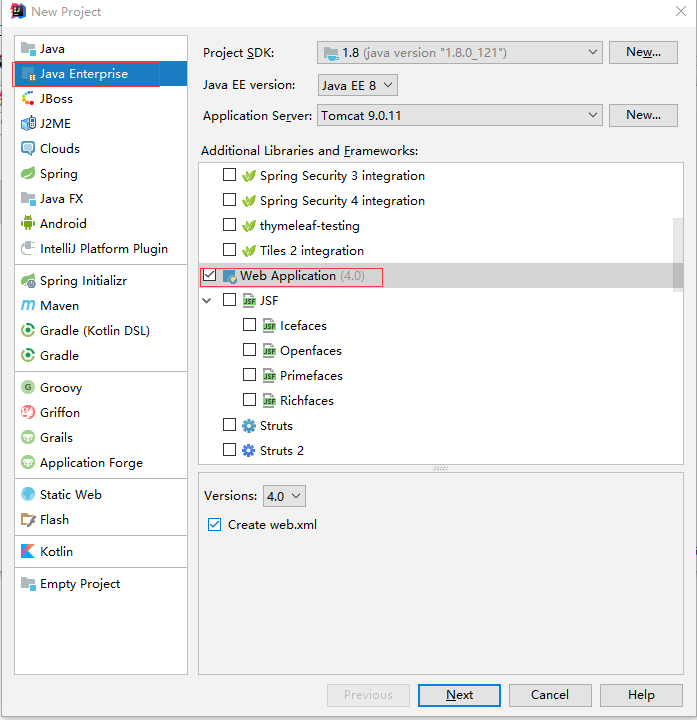 New Project
Java
Java Enterprise
JBoss
J2ME
Clouds
Spring
Java FX
Android
IntelliJ Platform Plugin
Spring Initializr
Maven
Gradle (Kotlin DSL)
Gradle
Groovy
Griffon
Grails
Application Forge
Static Web
Flash
Kotlin
Empty Project
Project SDK: 1.8 (java version "1.8.0_121") New...
Java EE version: Java EE 8
Application Server: Tomcat 9.0.11 New...
Additional Libraries and Frameworks:
Spring Security 3 integration
Spring Security 4 integration
thymeleaf-testing
Tiles 2 integration
Web Application (4.0)
JSF JSF
JSF Icefaces
JSF Openfaces
JSF Primefaces
JSF Richfaces
Struts
Struts 2
Versions: 4.0
Create web.xml
Previous Next Cancel Help